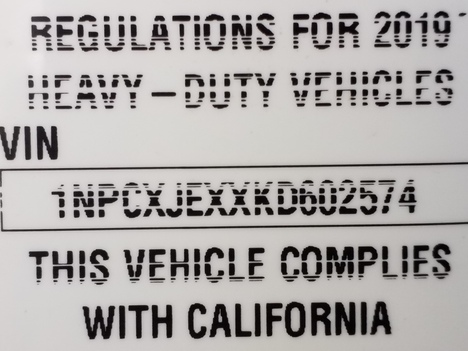 REGULATIONS FOR 2019
HEAVY-DUTY VEHICLES
VIN
1NPCXJEXXKD602574
THIS VEHICLE COMPLIES
WITH CALIFORNIA